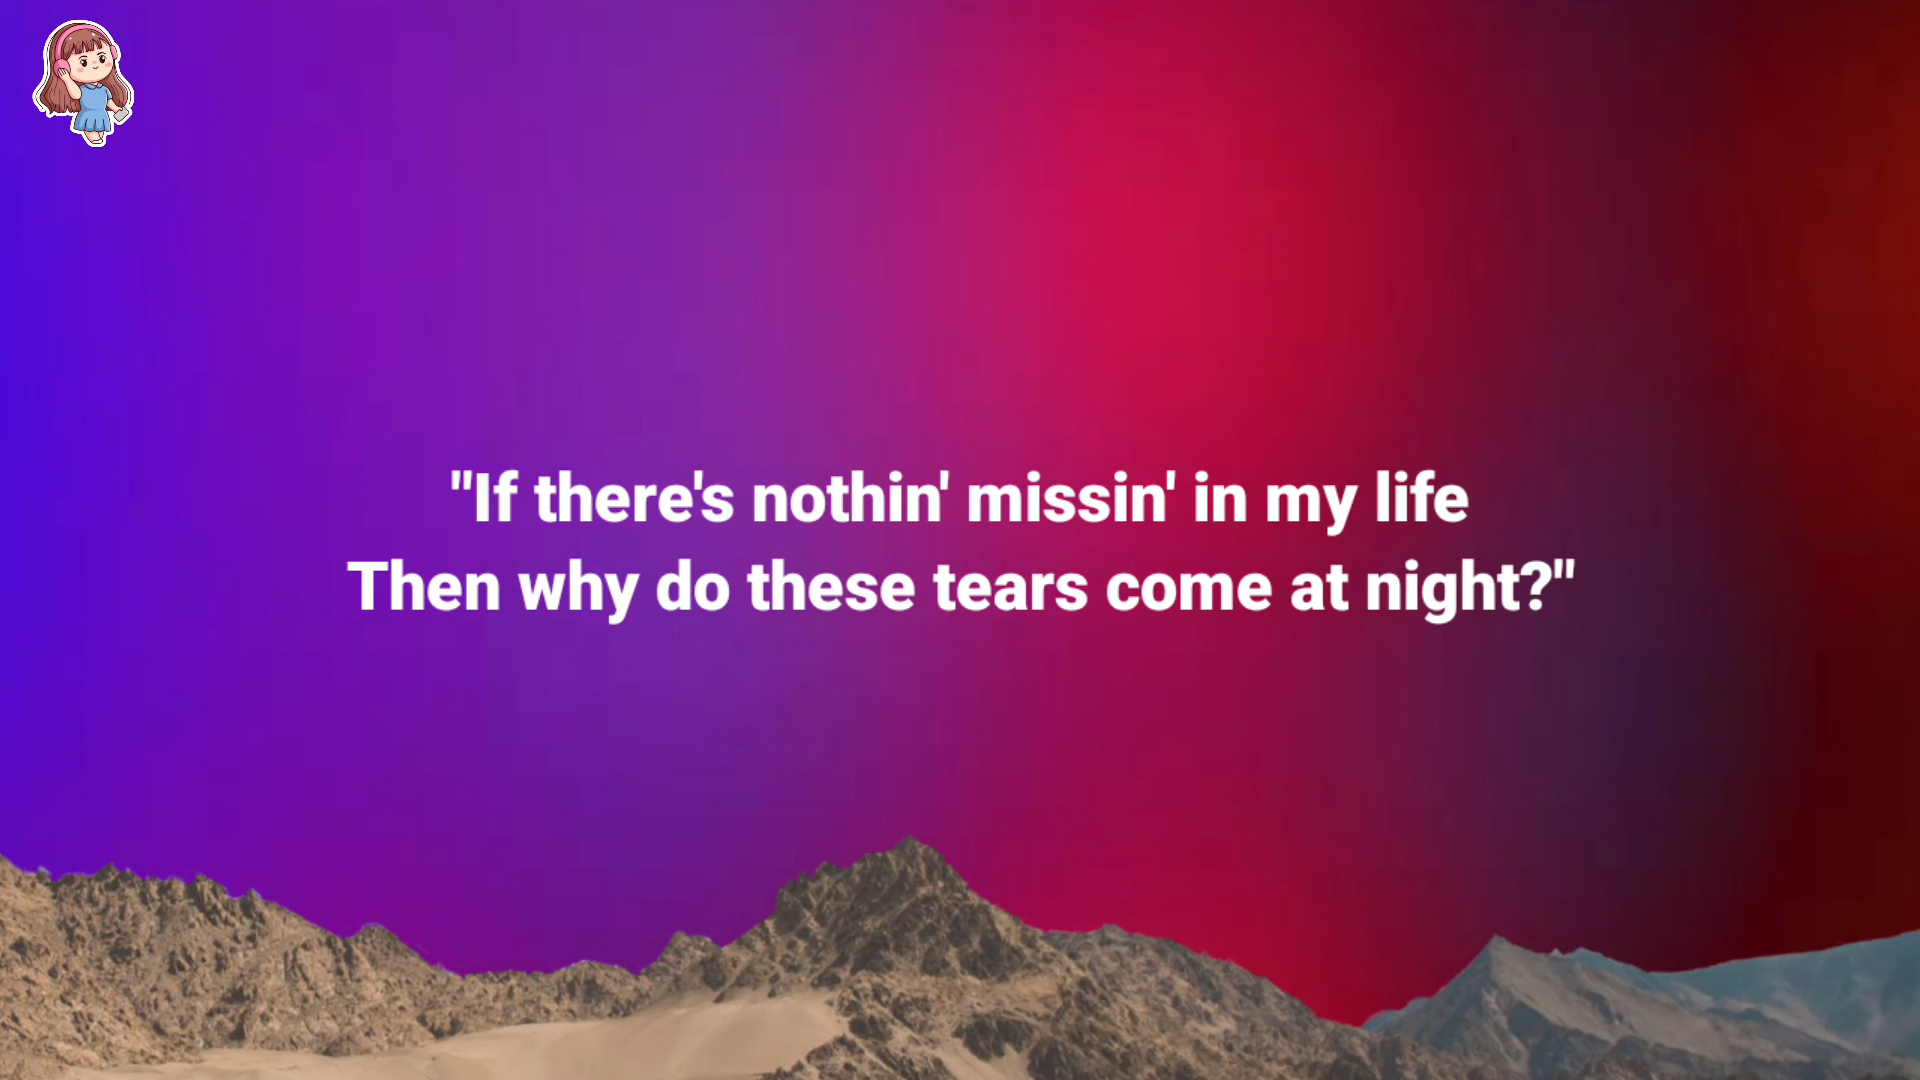 "If there's nothin' missin' in my life
Then why do these tears come at night?"